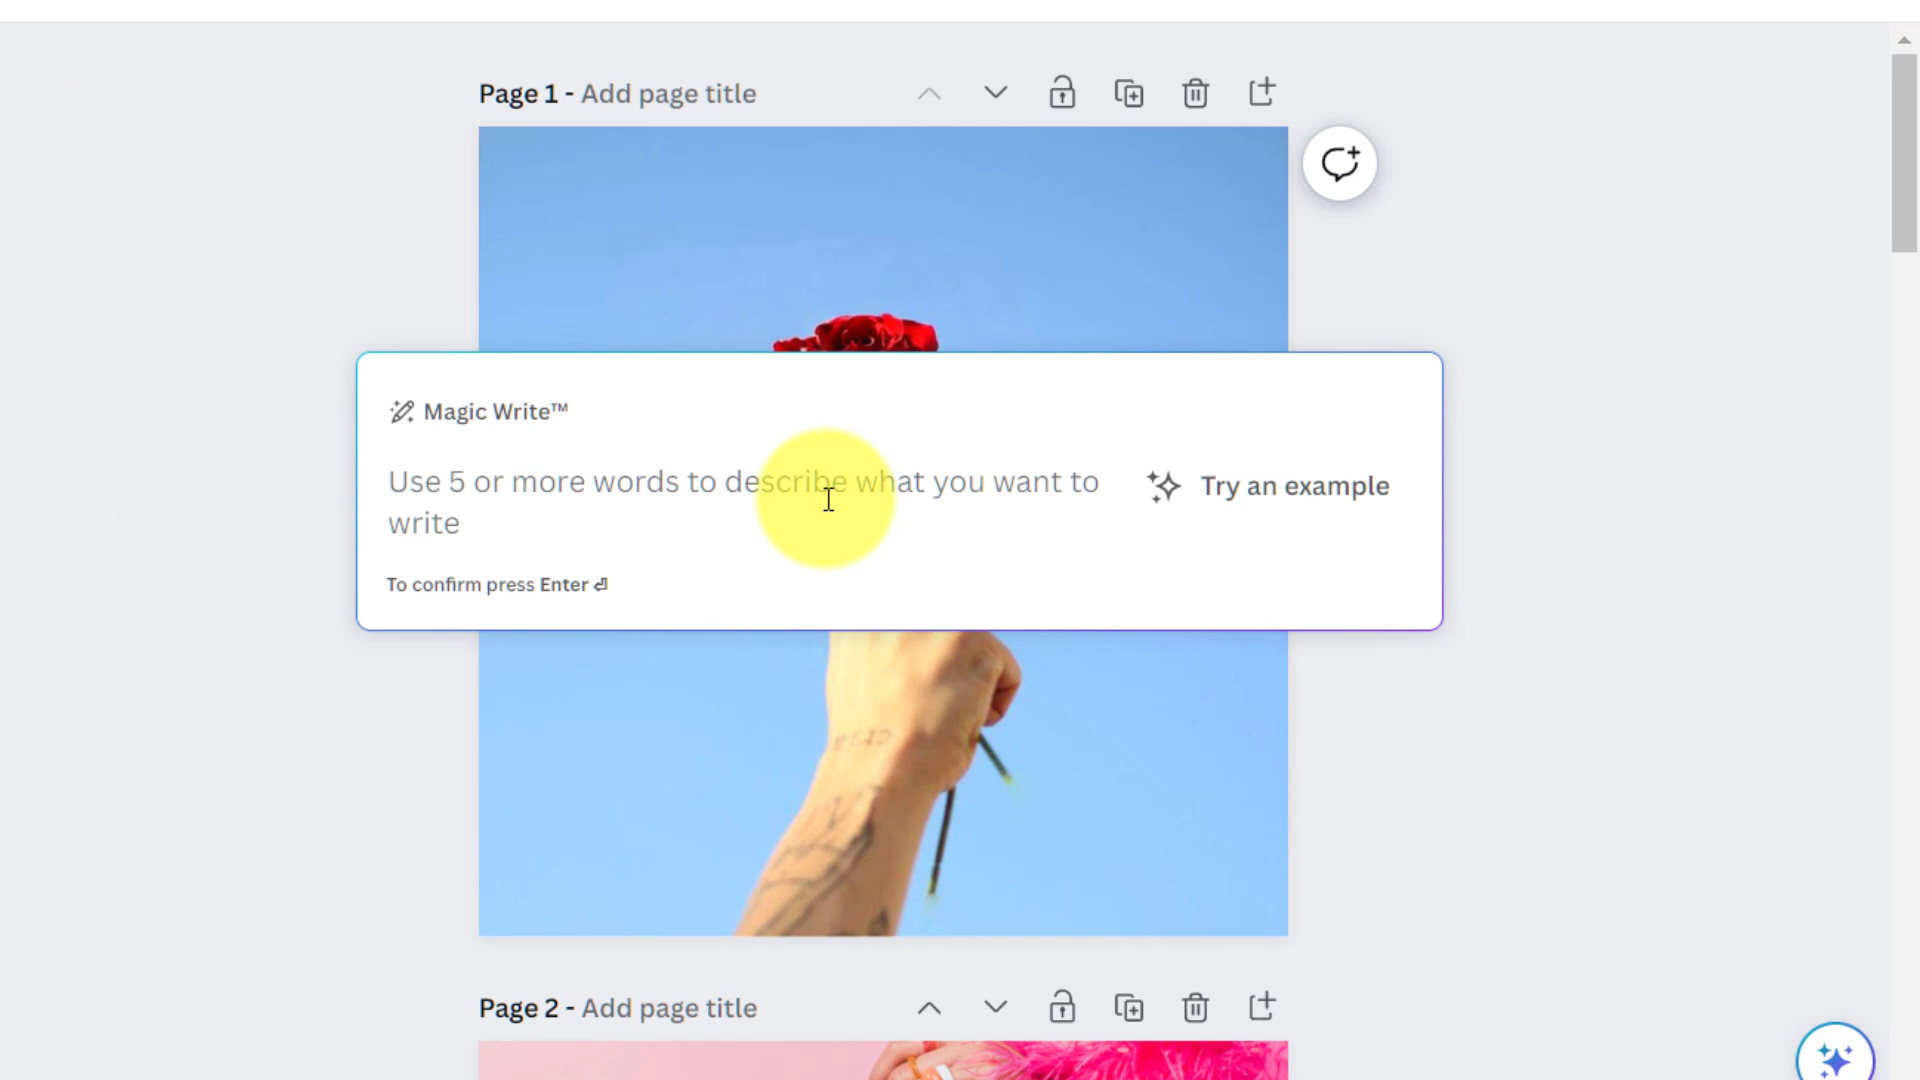 Page 1 - Add page title
Magic Write™
Use 5 or more words to describe what you want to
write
Try an example
To confirm press Enter ⏎
Page 2 - Add page title